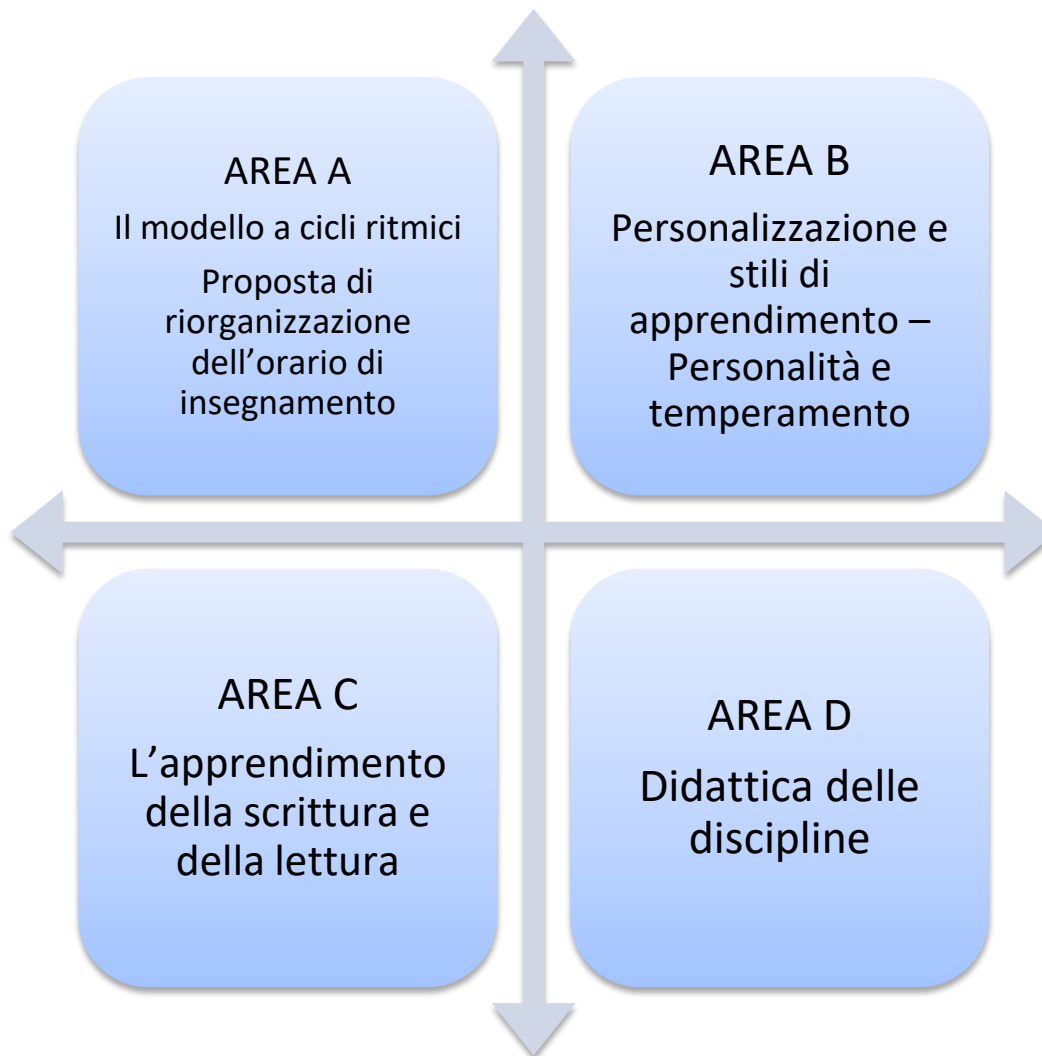 AREA A
Il modello a cicli ritmici
Proposta di
riorganizzazione
dell’orario di
insegnamento
AREA B
Personalizzazione e
stili di
apprendimento –
Personalità e
temperamento
AREA C
L’apprendimento
della scrittura e
della lettura
AREA D
Didattica delle
discipline